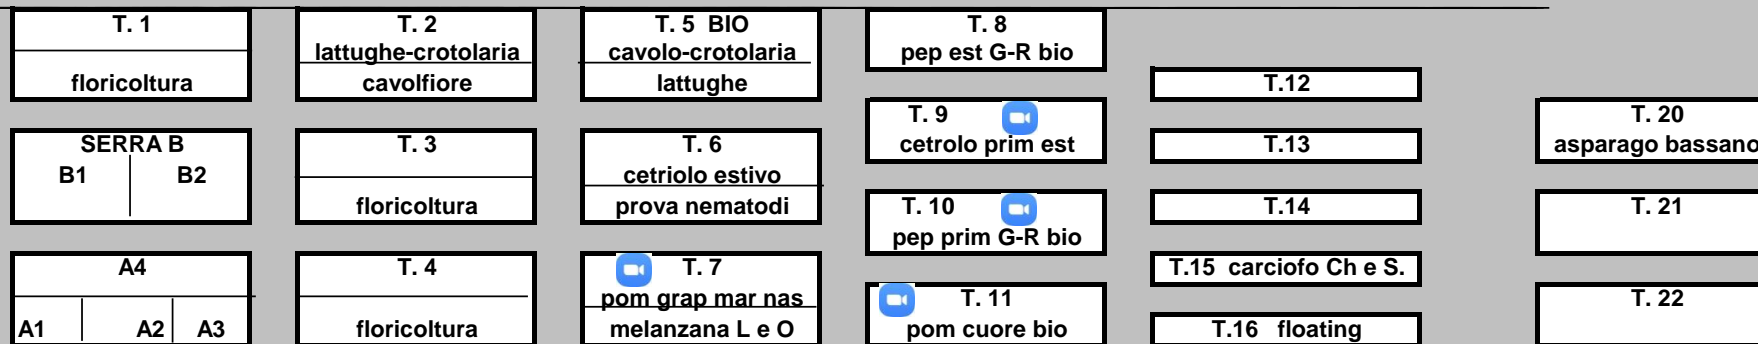 T. 1
floricoltura
SERRA B
B1 B2
A4
A1 A2 A3
T. 2
lattughe-crotolaria
cavolfiore
T. 3
floricoltura
T. 4
floricoltura
T. 5 BIO
cavolo-crotolaria
lattughe
T. 6
cetriolo estivo
prova nematodi
T. 7
pom grap mar nas
melanzana L e O
T. 8
pep est G-R bio
T. 9
cetrolo prim est
T. 10
pep prim G-R bio
T. 11
pom cuore bio
T.12
T.13
T.14
T.15 carciofo Ch e S.
T.16 floating
T. 20
asparago bassano
T. 21
T. 22